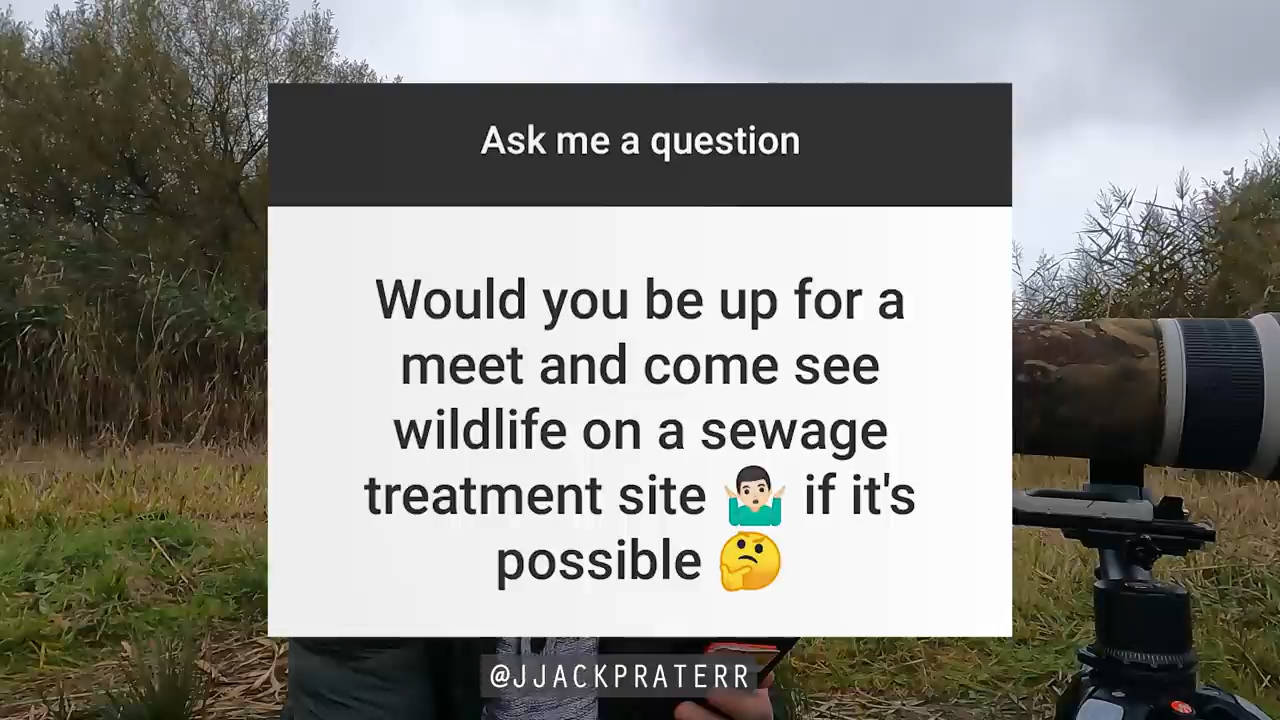 Ask me a question
Would you be up for a
meet and come see
wildlife on a sewage
treatment site 🤷🏻‍♂️ if it's
possible 🤔
@JJACKPRATERR